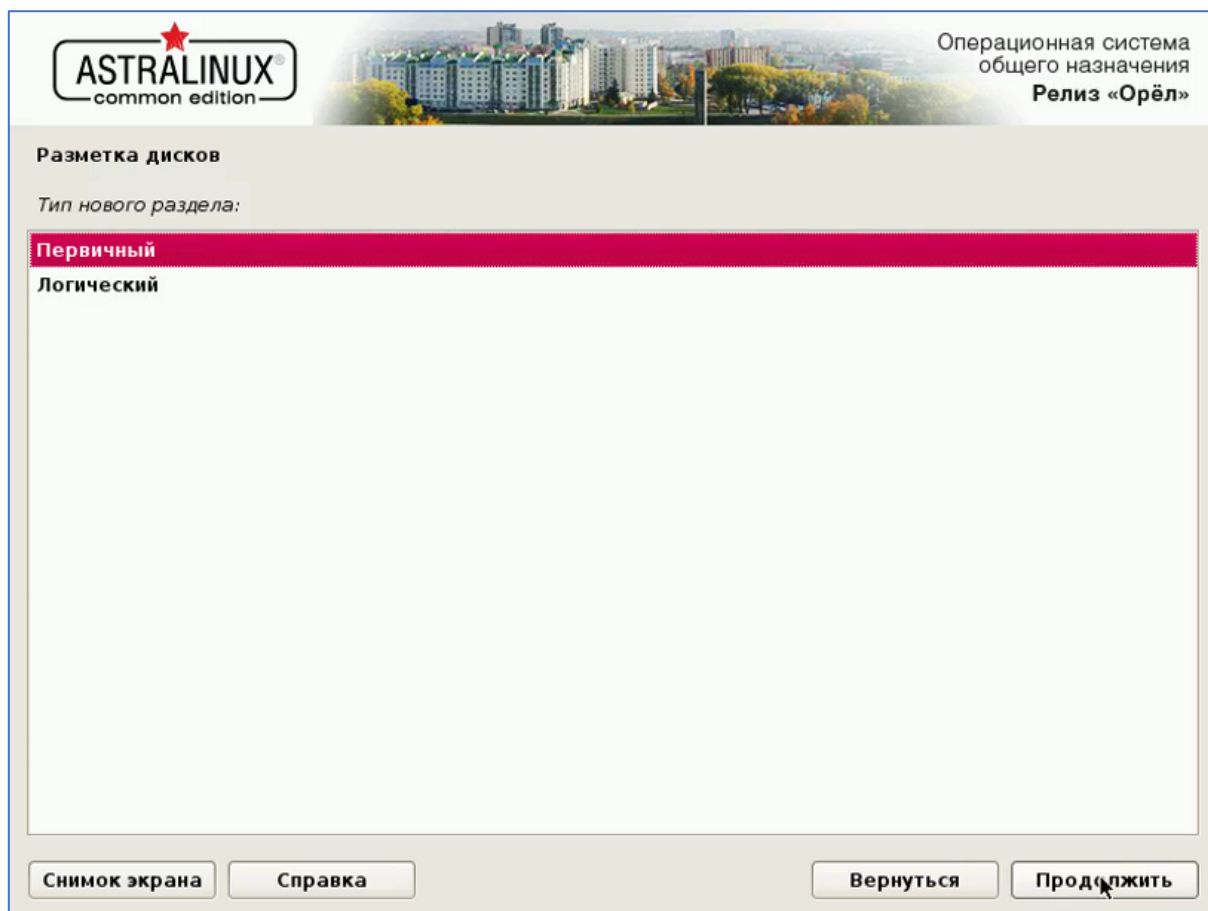 ASTRALINUX®
common edition
Операционная система
общего назначения
Релиз «Орёл»
Разметка дисков
Тип нового раздела:
Первичный
Логический
Снимок экрана
Справка
Вернуться
Продолжить